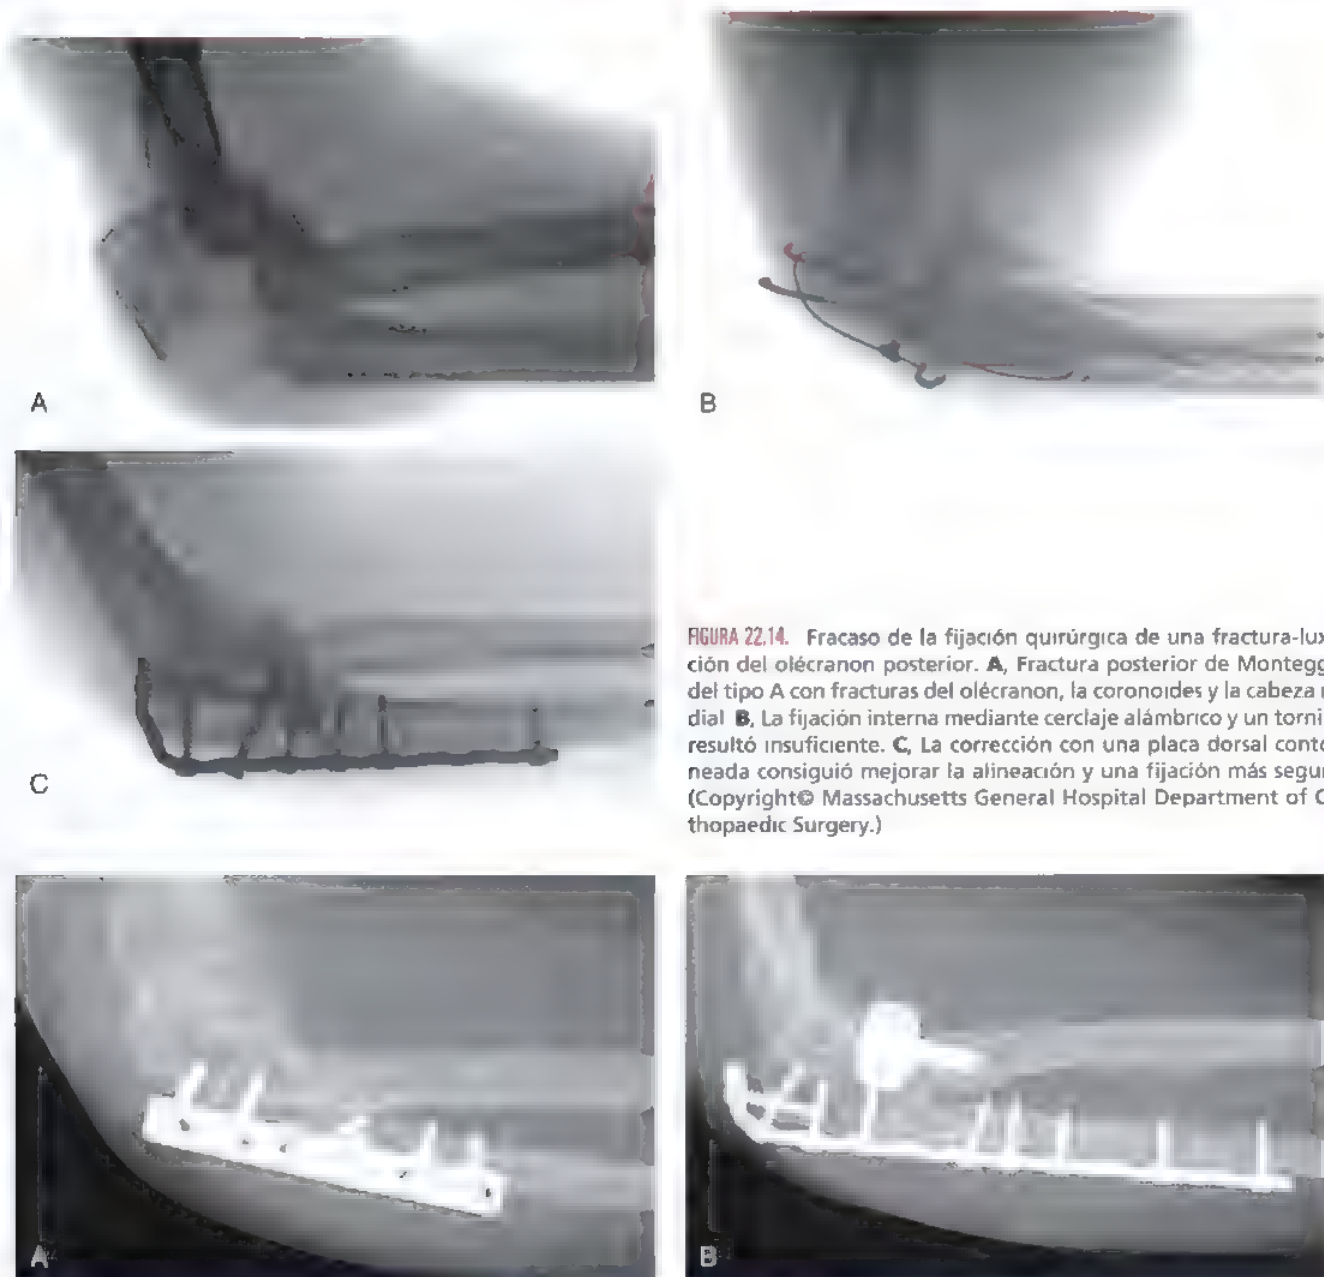 A
B
C
FIGURA 22.14. Fracaso de la fijación quirúrgica de una fractura-lux
ción del olécranon posterior. A, Fractura posterior de Montegg
del tipo A con fracturas del olécranon, la coronoides y la cabeza
dial B, La fijación interna mediante cerclaje alámbrico y un torni
resultó insuficiente. C, La corrección con una placa dorsal conto
neada consiguió mejorar la alineación y una fijación más segur
(Copyright© Massachusetts General Hospital Department of O
thopaedic Surgery.)
A
B